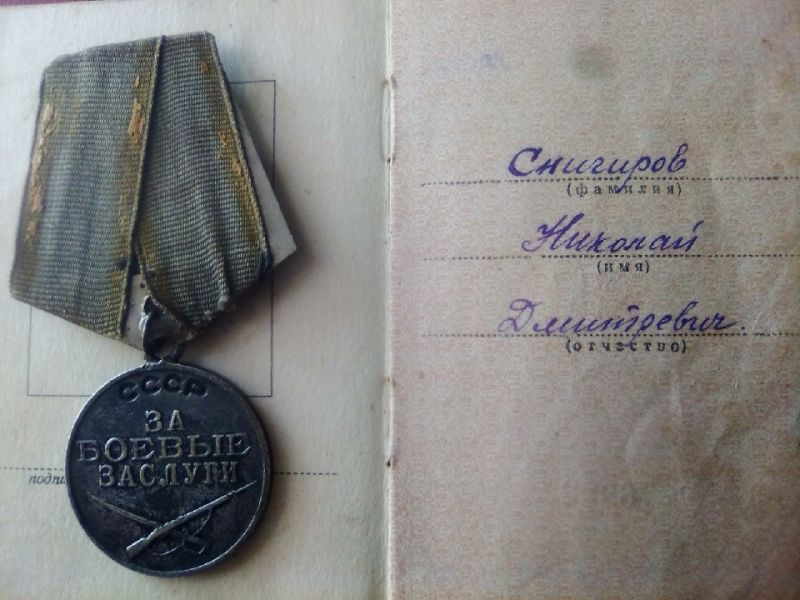 СССР
ЗА
БОЕВЫЕ
ЗАСЛУГИ
Снигиров
(фамилия)
Николай
(имя)
Дмитревич.
(отчество)